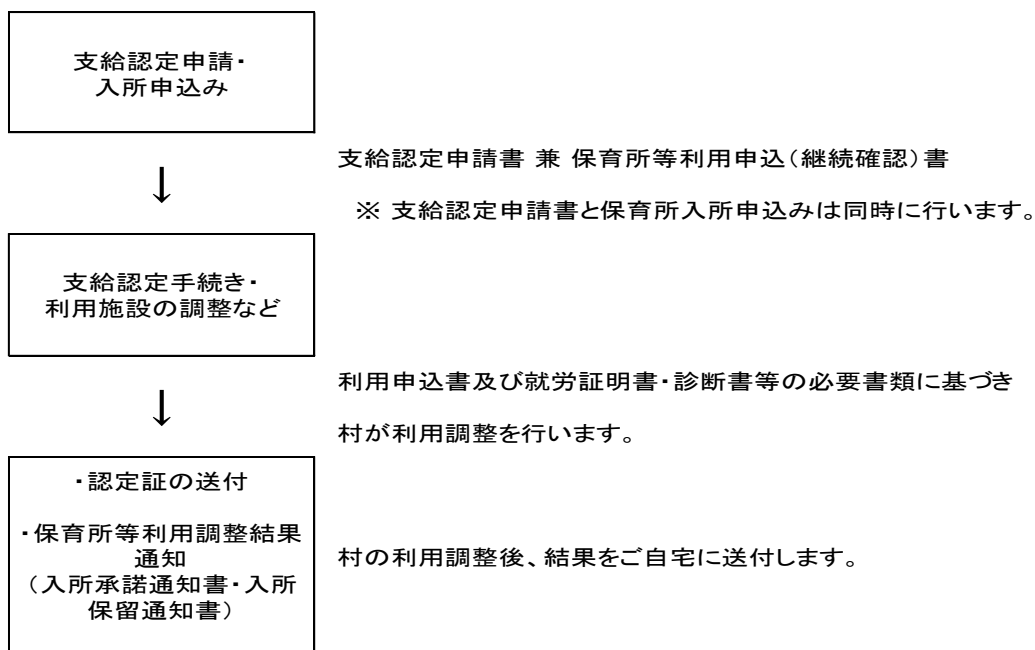 支給認定申請・
入所申込み
↓
支給認定申請書 兼 保育所等利用申込(継続確認)書
※ 支給認定申請書と保育所入所申込みは同時に行います。
支給認定手続き・
利用施設の調整など
↓
利用申込書及び就労証明書・診断書等の必要書類に基づき
村が利用調整を行います。
・認定証の送付
・保育所等利用調整結果
通知
(入所承諾通知書・入所
保留通知書)
村の利用調整後、結果をご自宅に送付します。